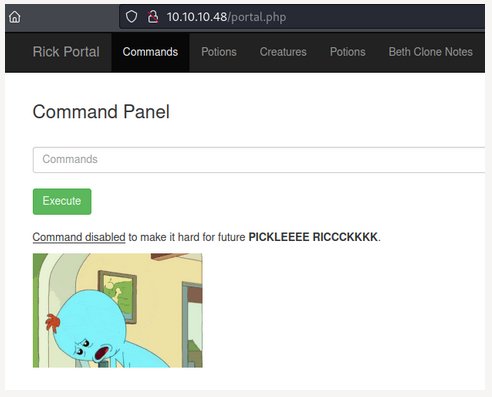 10.10.10.48/portal.php
Rick Portal Commands Potions Creatures Potions Beth Clone Notes
Command Panel
Commands
Execute
Command disabled to make it hard for future PICKLEEEE RICCCKKKK.